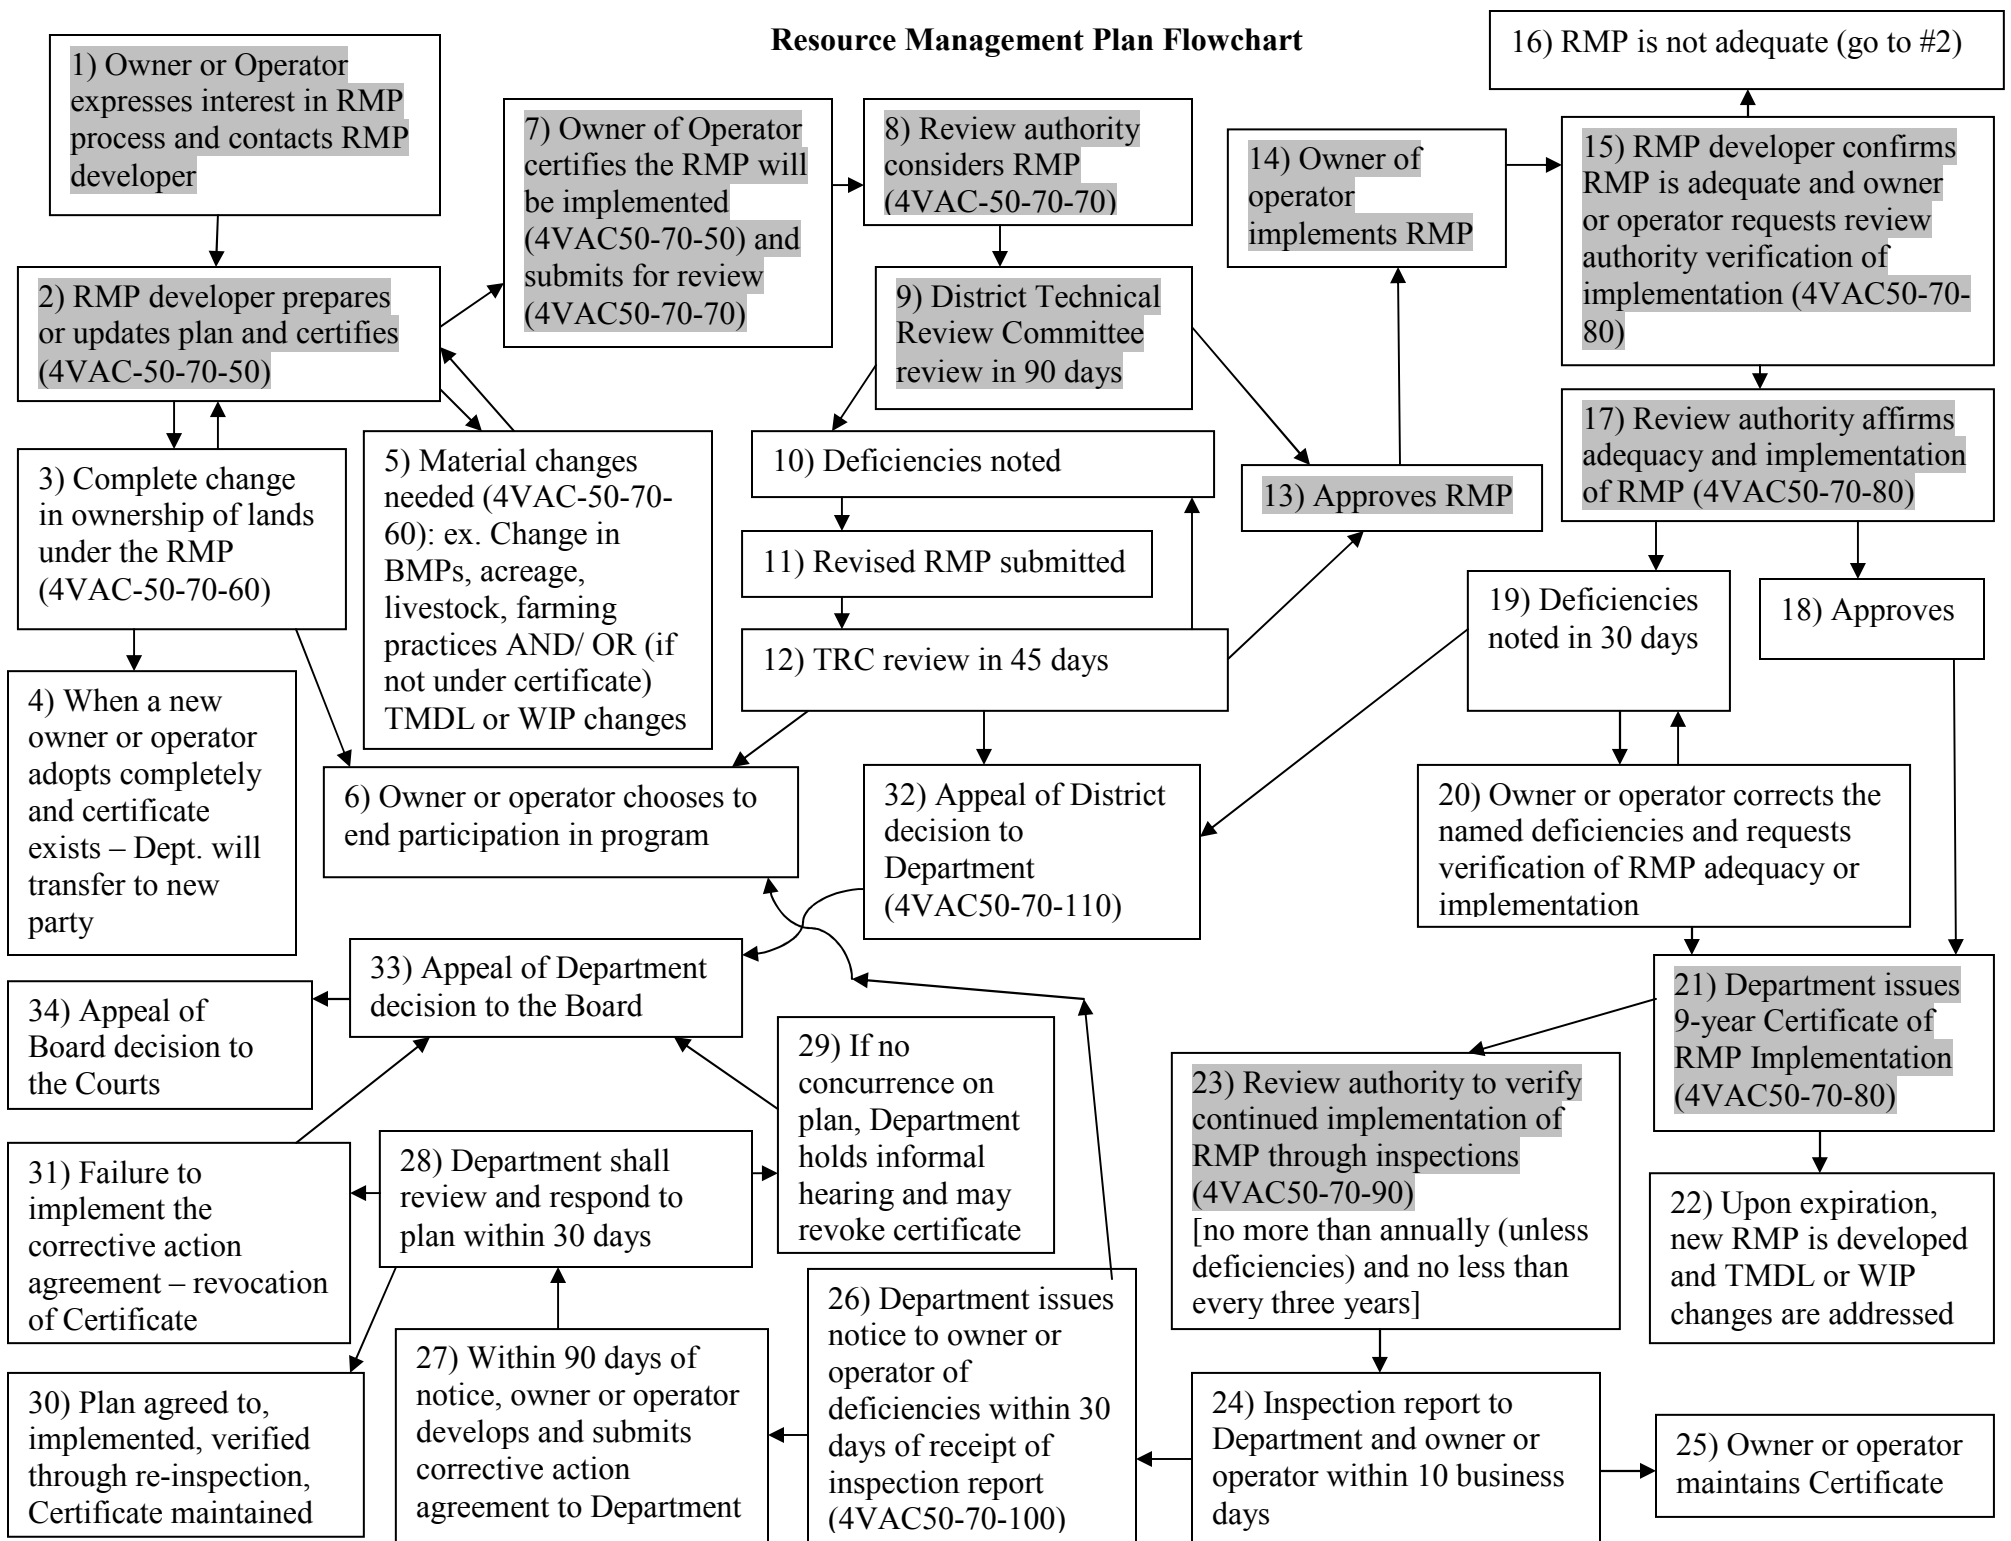 Resource Management Plan Flowchart
1) Owner or Operator
expresses interest in RMP
process and contacts RMP
developer
2) RMP developer prepares
or updates plan and certifies
(4VAC-50-70-50)
3) Complete change
in ownership of lands
under the RMP
(4VAC-50-70-60)
4) When a new
owner or operator
adopts completely
and certificate
exists – Dept. will
transfer to new
party
5) Material changes
needed (4VAC-50-70-
60): ex. Change in
BMPs, acreage,
livestock, farming
practices AND/ OR (if
not under certificate)
TMDL or WIP changes
6) Owner or operator chooses to
end participation in program
7) Owner of Operator
certifies the RMP will
be implemented
(4VAC50-70-50) and
submits for review
(4VAC50-70-70)
8) Review authority
considers RMP
(4VAC-50-70-70)
9) District Technical
Review Committee
review in 90 days
10) Deficiencies noted
11) Revised RMP submitted
12) TRC review in 45 days
13) Approves RMP
14) Owner of
operator
implements RMP
15) RMP developer confirms
RMP is adequate and owner
or operator requests review
authority verification of
implementation (4VAC50-70-
80)
16) RMP is not adequate (go to #2)
17) Review authority affirms
adequacy and implementation
of RMP (4VAC50-70-80)
18) Approves
19) Deficiencies
noted in 30 days
20) Owner or operator corrects the
named deficiencies and requests
verification of RMP adequacy or
implementation
21) Department issues
9-year Certificate of
RMP Implementation
(4VAC50-70-80)
22) Upon expiration,
new RMP is developed
and TMDL or WIP
changes are addressed
23) Review authority to verify
continued implementation of
RMP through inspections
(4VAC50-70-90)
[no more than annually (unless
deficiencies) and no less than
every three years]
24) Inspection report to
Department and owner or
operator within 10 business
days
25) Owner or operator
maintains Certificate
26) Department issues
notice to owner or
operator of
deficiencies within 30
days of receipt of
inspection report
(4VAC50-70-100)
27) Within 90 days of
notice, owner or operator
develops and submits
corrective action
agreement to Department
28) Department shall
review and respond to
plan within 30 days
29) If no
concurrence on
plan, Department
holds informal
hearing and may
revoke certificate
30) Plan agreed to,
implemented, verified
through re-inspection,
Certificate maintained
31) Failure to
implement the
corrective action
agreement – revocation
of Certificate
32) Appeal of District
decision to
Department
(4VAC50-70-110)
33) Appeal of Department
decision to the Board
34) Appeal of
Board decision to
the Courts